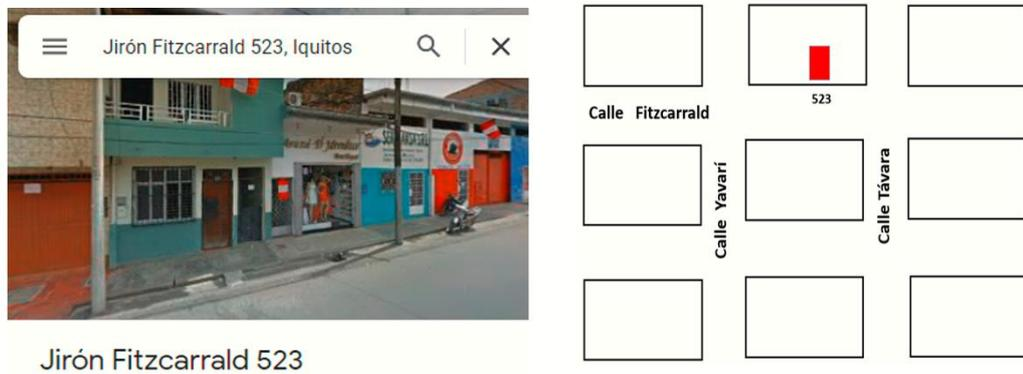 Jirón Fitzcarrald 523, Iquitos
Jirón Fitzcarrald 523
523
Calle Fitzcarrald
Calle Yavarí
Calle Távara